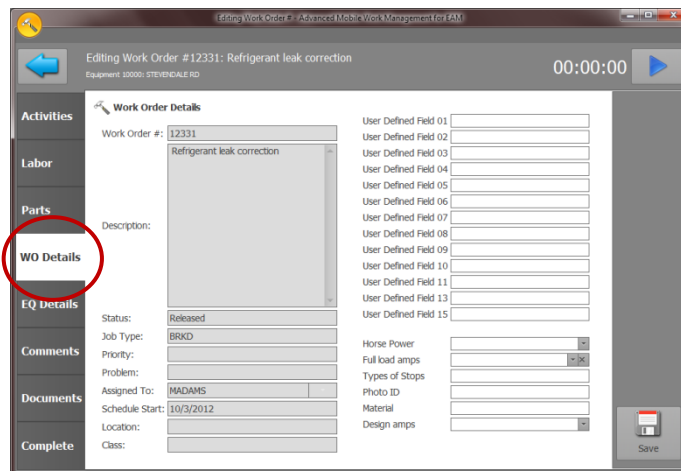 Editing Work Order # - Advanced Mobile Work Management for EAM
Editing Work Order #12331: Refrigerant leak correction
Equipment 10000: STEVENDALE RD
00:00:00
Activities
Labor
Parts
WO Details
EQ Details
Comments
Documents
Complete
Work Order Details
Work Order #: 12331
Description: Refrigerant leak correction
Status: Released
Job Type: BRKD
Priority:
Problem:
Assigned To: MADAMS
Schedule Start: 10/3/2012
Location:
Class:
User Defined Field 01
User Defined Field 02
User Defined Field 03
User Defined Field 04
User Defined Field 05
User Defined Field 06
User Defined Field 07
User Defined Field 08
User Defined Field 09
User Defined Field 10
User Defined Field 11
User Defined Field 13
User Defined Field 15
Horse Power
Full load amps
Types of Stops
Photo ID
Material
Design amps
Save